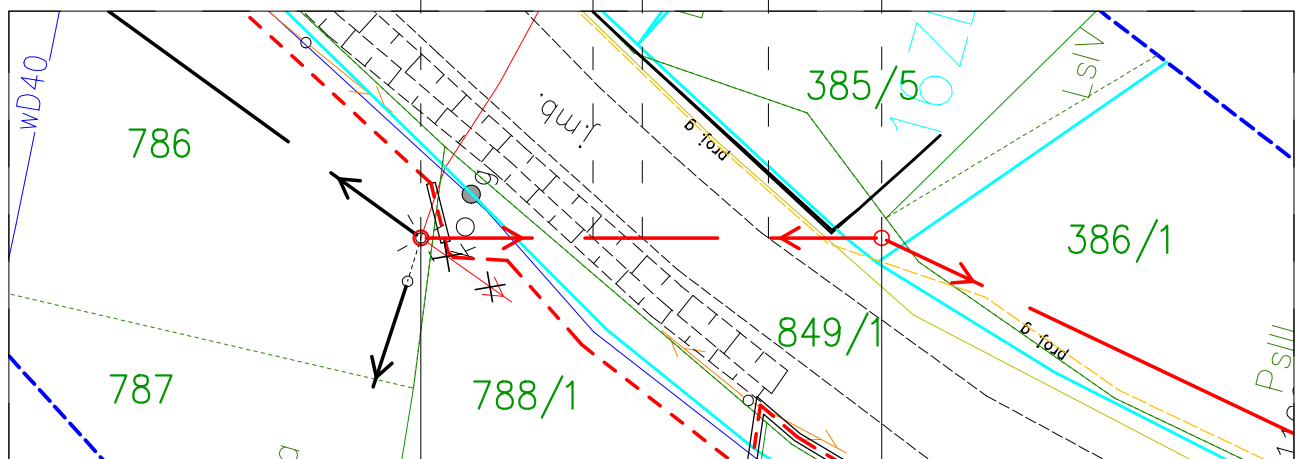 wD40
786
g
j.mb.
proj. g
385/5
LsIV
386/1
849/1
proj. g
787
788/1
PsIII